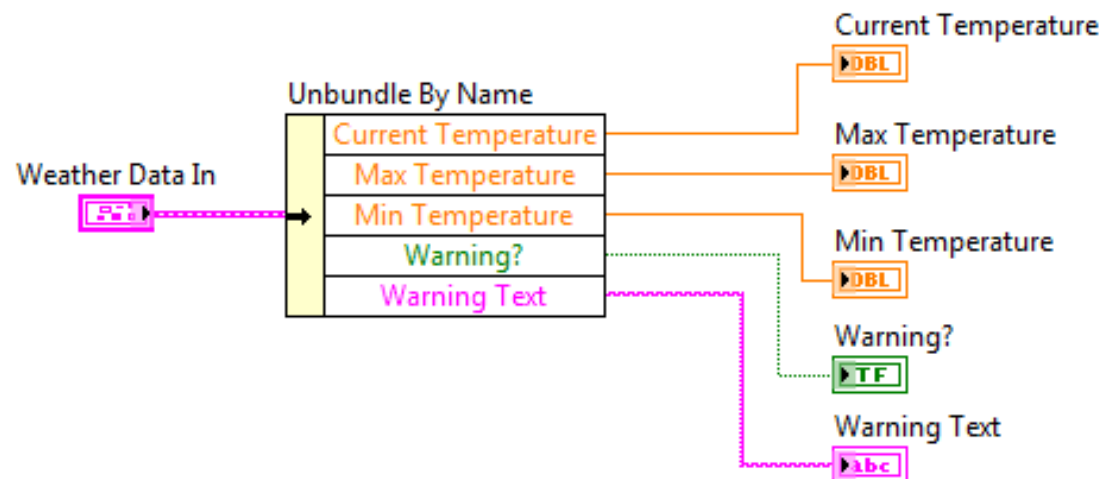 Current Temperature
DBL
Unbundle By Name
Current Temperature
Max Temperature
DBL
Weather Data In
Max Temperature
Min Temperature
Min Temperature
DBL
Warning?
Warning Text
Warning?
TF
Warning Text
abc